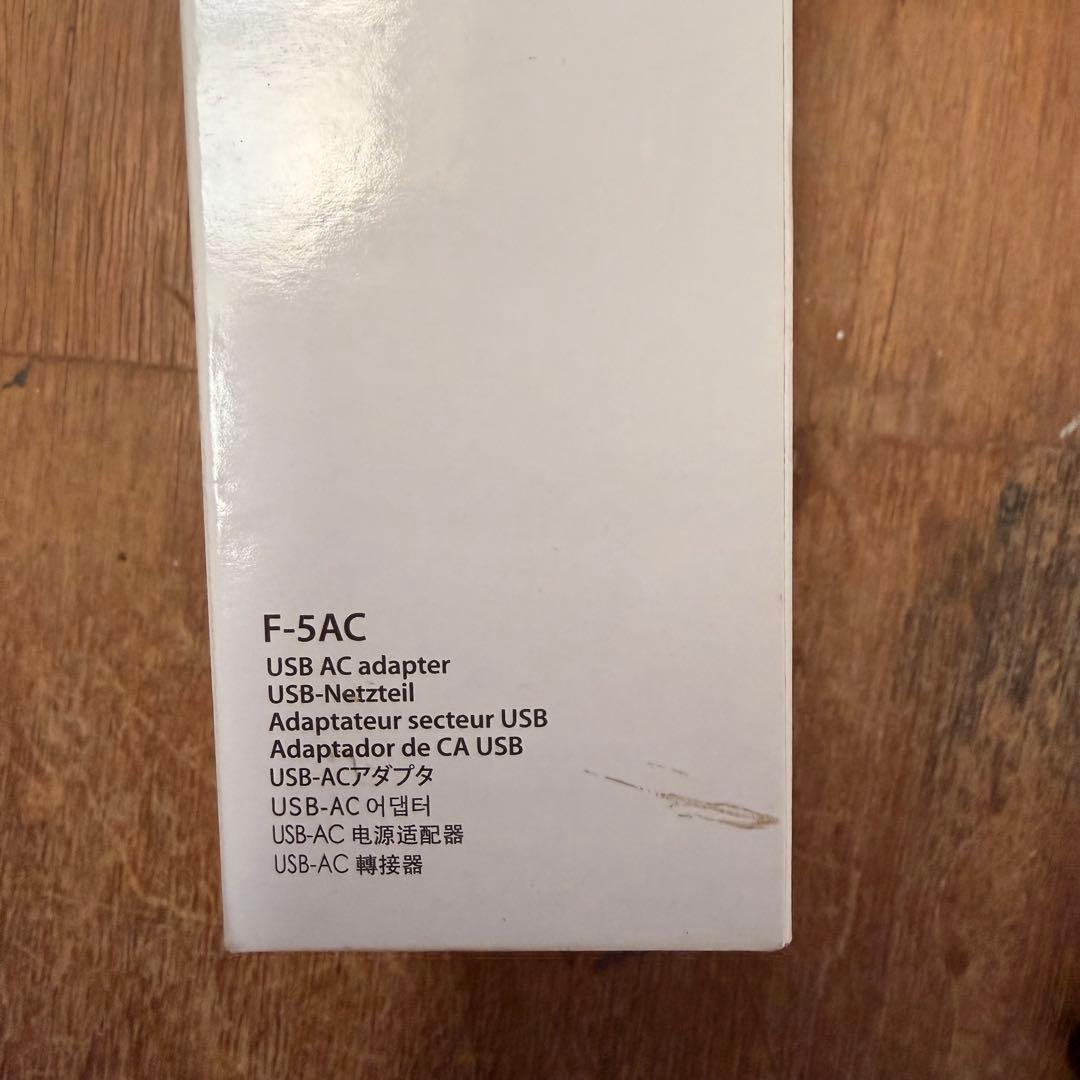 F-5AC
USB AC adapter
USB-Netzteil
Adaptateur secteur USB
Adaptador de CA USB
USB-ACアダプタ
USB-AC 어댑터
USB-AC 电源适配器
USB-AC 轉接器